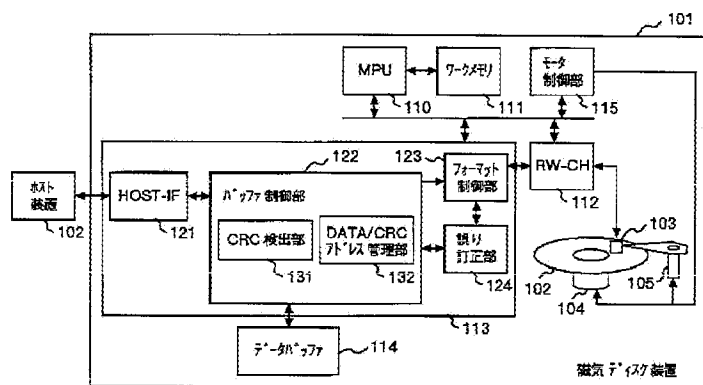 101
MPU
110
ワークメモリ
111
モータ
制御部
115
122
123
ホスト
装置
102
HOST-IF
121
バッファ制御部
CRC検出部
131
DATA/CRC
アドレス管理部
132
フォーマット
制御部
誤り
訂正部
124
RW-CH
112
103
102
104
105
113
データバッファ
114
磁気ディスク装置